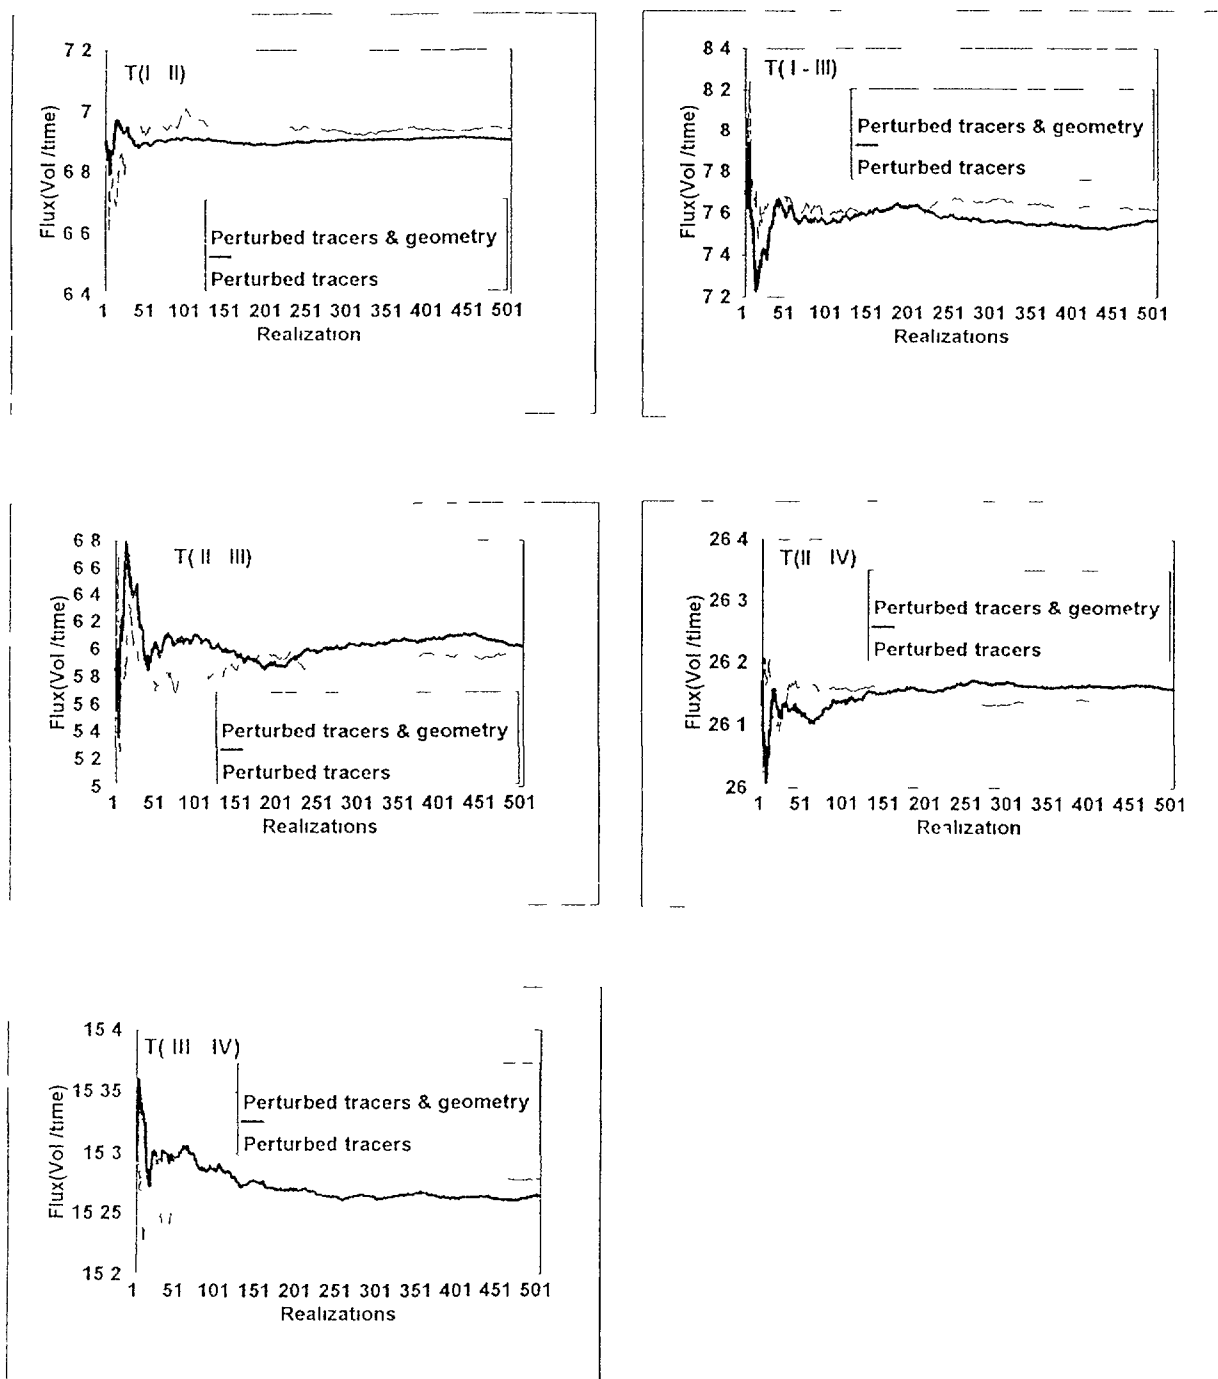 7 2
T(I II)
7
6 8
6 6
6 4
Flux(Vol /time)
Perturbed tracers & geometry
Perturbed tracers
1 51 101 151 201 251 301 351 401 451 501
Realization
8 4
T( I - III)
8 2
8
7 8
7 6
7 4
7 2
Flux(Vol /time)
Perturbed tracers & geometry
Perturbed tracers
1 51 101 151 201 251 301 351 401 451 501
Realizations
6 8
T( II III)
6 6
6 4
6 2
6
5 8
5 6
5 4
5 2
5
Flux(Vol /time)
Perturbed tracers & geometry
Perturbed tracers
1 51 101 151 201 251 301 351 401 451 501
Realizations
26 4
T(II IV)
26 3
26 2
26 1
26
Flux(Vol /time)
Perturbed tracers & geometry
Perturbed tracers
1 51 101 151 201 251 301 351 401 451 501
Realization
15 4
T( III IV)
15 35
15 3
15 25
15 2
Flux(Vol /time)
Perturbed tracers & geometry
Perturbed tracers
1 51 101 151 201 251 301 351 401 451 501
Realizations